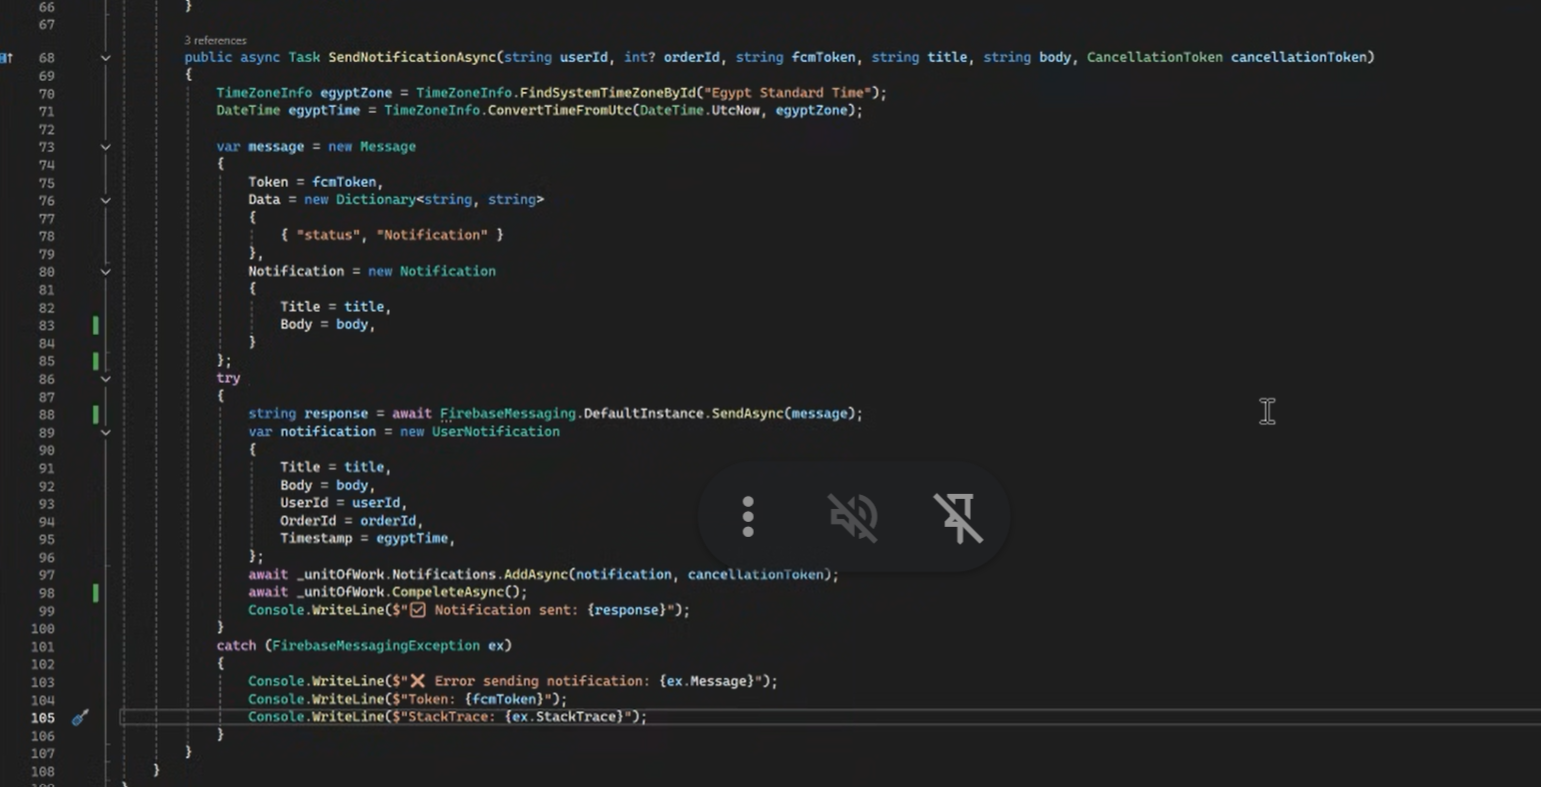 66 }
67
3 references
68 public async Task SendNotificationAsync(string userId, int? orderId, string fcmToken, string title, string body, CancellationToken cancellationToken)
69 {
70 TimeZoneInfo egyptZone = TimeZoneInfo.FindSystemTimeZoneById("Egypt Standard Time");
71 DateTime egyptTime = TimeZoneInfo.ConvertTimeFromUtc(DateTime.UtcNow, egyptZone);
72
73 var message = new Message
74 {
75 Token = fcmToken,
76 Data = new Dictionary<string, string>
77 {
78 { "status", "Notification" }
79 },
80 Notification = new Notification
81 {
82 Title = title,
83 Body = body,
84 }
85 };
86 try
87 {
88 string response = await FirebaseMessaging.DefaultInstance.SendAsync(message);
89 var notification = new UserNotification
90 {
91 Title = title,
92 Body = body,
93 UserId = userId,
94 OrderId = orderId,
95 Timestamp = egyptTime,
96 };
97 await _unitOfWork.Notifications.AddAsync(notification, cancellationToken);
98 await _unitOfWork.CompeleteAsync();
99 Console.WriteLine($"☑ Notification sent: {response}");
100 }
101 catch (FirebaseMessagingException ex)
102 {
103 Console.WriteLine($"❌ Error sending notification: {ex.Message}");
104 Console.WriteLine($"Token: {fcmToken}");
105 Console.WriteLine($"StackTrace: {ex.StackTrace}");
106 }
107 }
108 }